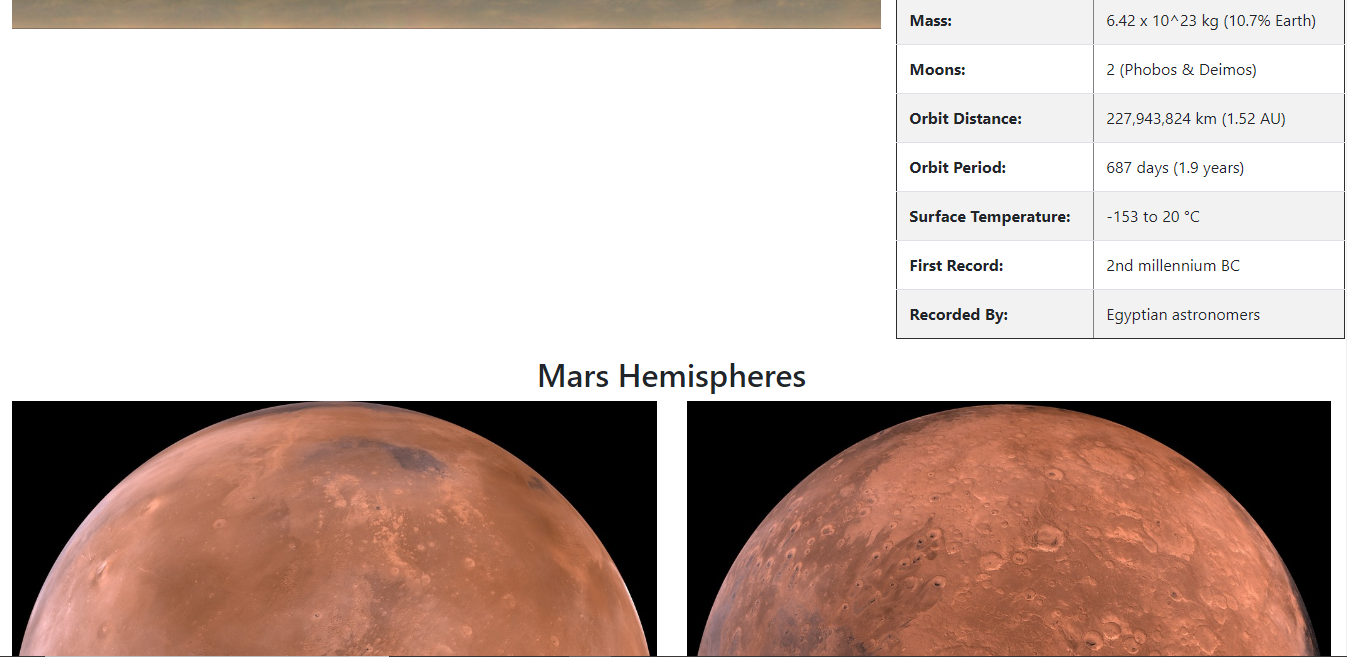 Mass: 6.42 x 10^23 kg (10.7% Earth)
Moons: 2 (Phobos & Deimos)
Orbit Distance: 227,943,824 km (1.52 AU)
Orbit Period: 687 days (1.9 years)
Surface Temperature: -153 to 20 °C
First Record: 2nd millennium BC
Recorded By: Egyptian astronomers
Mars Hemispheres